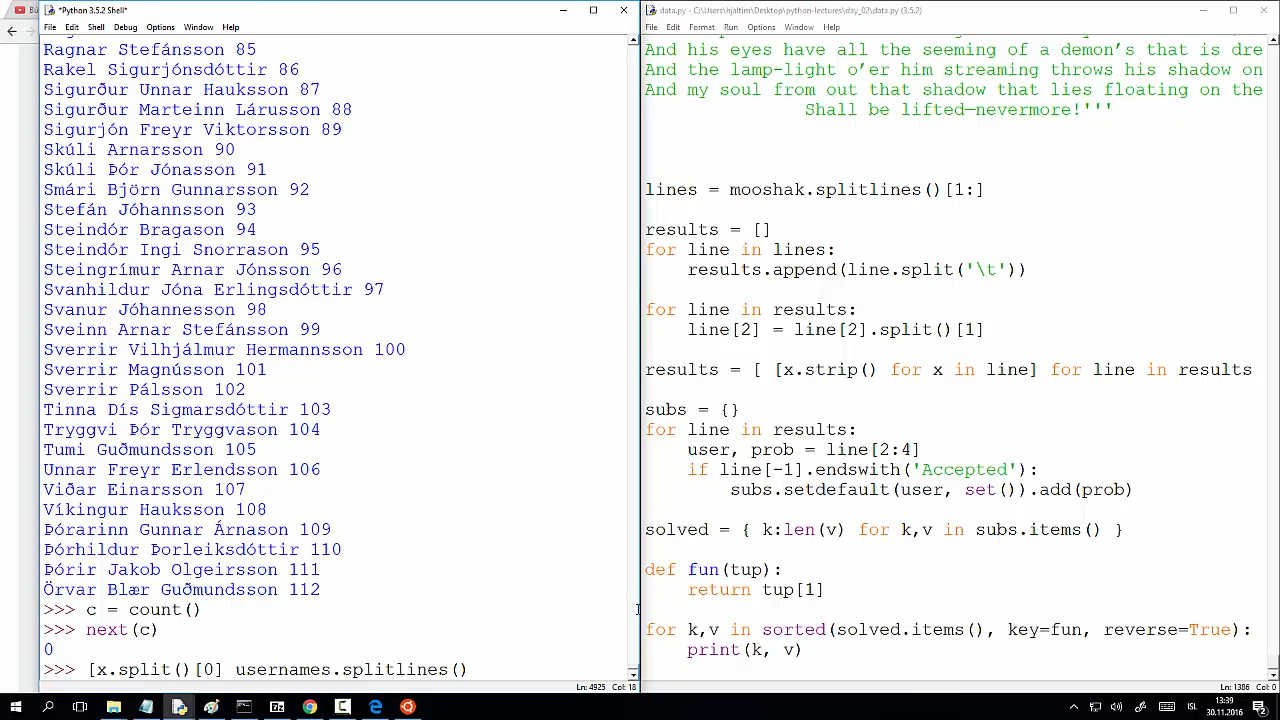 Bú
*Python 3.5.2 Shell*
File Edit Shell Debug Options Window Help
Ragnar Stefánsson 85
Rakel Sigurjónsdóttir 86
Sigurður Unnar Hauksson 87
Sigurður Marteinn Lárusson 88
Sigurjón Freyr Viktorsson 89
Skúli Arnarsson 90
Skúli Þór Jónasson 91
Smári Björn Gunnarsson 92
Stefán Jóhannsson 93
Steindór Bragason 94
Steindór Ingi Snorrason 95
Steingrímur Arnar Jónsson 96
Svanhildur Jóna Erlingsdóttir 97
Svanur Jóhannesson 98
Sveinn Arnar Stefánsson 99
Sverrir Vilhjálmur Hermannsson 100
Sverrir Magnússon 101
Sverrir Pálsson 102
Tinna Dís Sigmarsdóttir 103
Tryggvi Þór Tryggvason 104
Tumi Guðmundsson 105
Unnar Freyr Erlendsson 106
Viðar Einarsson 107
Víkingur Hauksson 108
Þórarinn Gunnar Árnason 109
Þórhildur Þorleiksdóttir 110
Þórir Jakob Olgeirsson 111
Örvar Blær Guðmundsson 112
>>> c = count()
>>> next(c)
0
>>> [x.split()[0] usernames.splitlines()
Ln: 4925 Col: 18
data.py - C:\Users\hjaltim\Desktop\python-lectures\day_02\data.py (3.5.2)
File Edit Format Run Options Window Help
And his eyes have all the seeming of a demon’s that is dre
And the lamp-light o’er him streaming throws his shadow on
And my soul from out that shadow that lies floating on the
Shall be lifted—nevermore!'''
lines = mooshak.splitlines()[1:]
results = []
for line in lines:
results.append(line.split('\t'))
for line in results:
line[2] = line[2].split()[1]
results = [ [x.strip() for x in line] for line in results
subs = {}
for line in results:
user, prob = line[2:4]
if line[-1].endswith('Accepted'):
subs.setdefault(user, set()).add(prob)
solved = { k:len(v) for k,v in subs.items() }
def fun(tup):
return tup[1]
for k,v in sorted(solved.items(), key=fun, reverse=True):
print(k, v)
Ln: 1386 Col: 0
ÍSL
13:39
30.11.2016
2